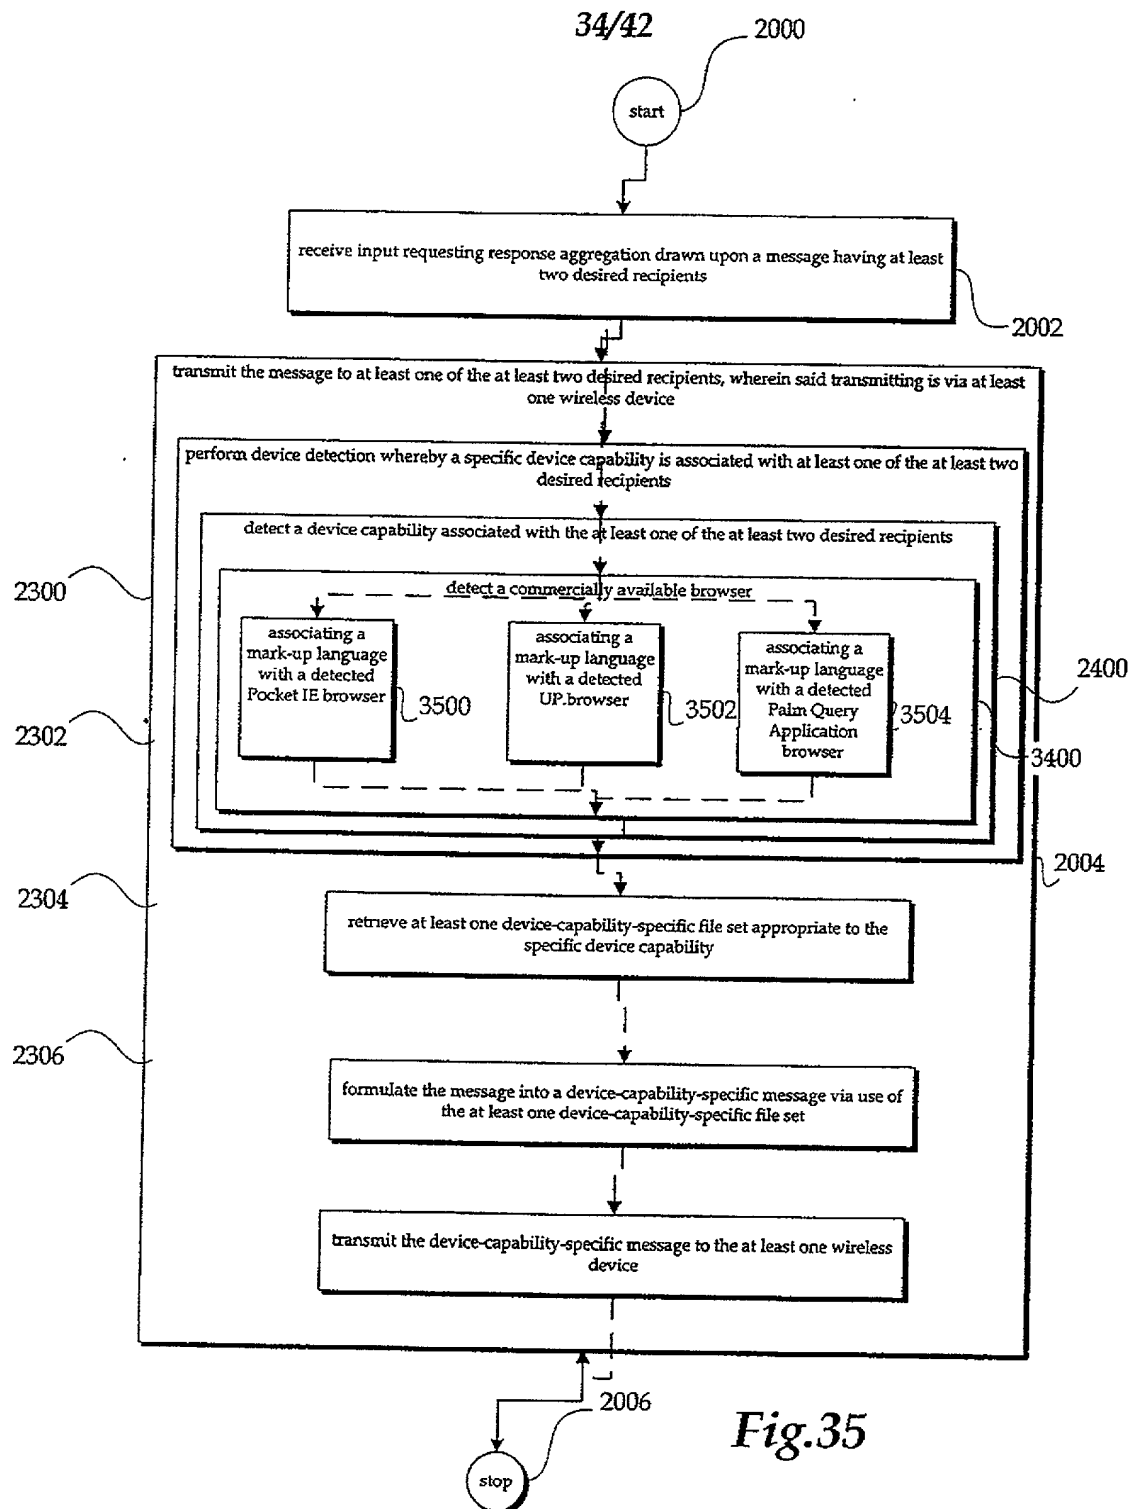 34/42
2000
start
receive input requesting response aggregation drawn upon a message having at least
two desired recipients
2002
transmit the message to at least one of the at least two desired recipients, wherein said transmitting is via at least
one wireless device
perform device detection whereby a specific device capability is associated with at least one of the at least two
desired recipients
detect a device capability associated with the at least one of the at least two desired recipients
2300
detect a commercially available browser
associating a
mark-up language
with a detected
Pocket IE browser
3500
associating a
mark-up language
with a detected
UP.browser
3502
associating a
mark-up language
with a detected
Palm Query
Application
browser
3504
2400
2302
3400
2004
2304
retrieve at least one device-capability-specific file set appropriate to the
specific device capability
2306
formulate the message into a device-capability-specific message via use of
the at least one device-capability-specific file set
transmit the device-capability-specific message to the at least one wireless
device
2006
Fig.35
stop